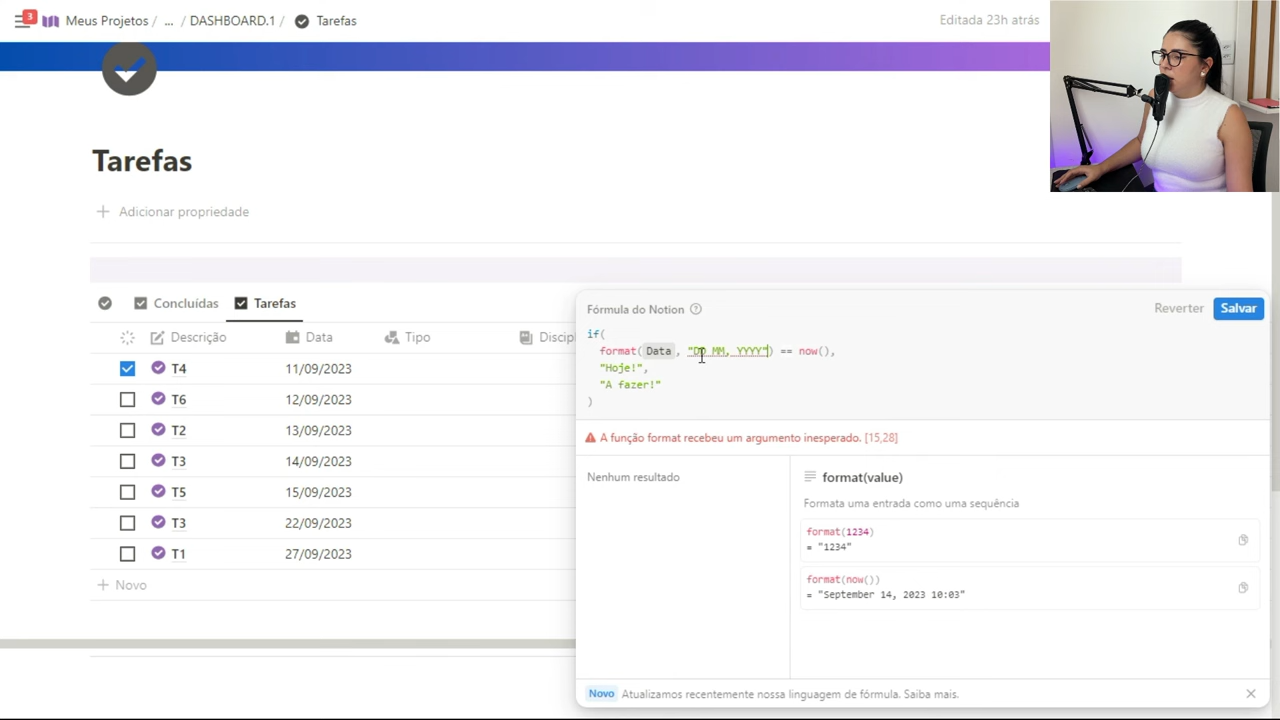 3 Meus Projetos / ... / DASHBOARD.1 / Tarefas
Editada 23h atrás
Tarefas
Adicionar propriedade
Concluídas Tarefas
Descrição Data Tipo Discipl
T4 11/09/2023
T6 12/09/2023
T2 13/09/2023
T3 14/09/2023
T5 15/09/2023
T3 22/09/2023
T1 27/09/2023
+ Novo
Fórmula do Notion Reverter Salvar
if(
format(Data, "DD MM, YYYY") == now(),
"Hoje!",
"A fazer!"
)
A função format recebeu um argumento inesperado. [15,28]
Nenhum resultado
format(value)
Formata uma entrada como uma sequência
format(1234)
= "1234"
format(now())
= "September 14, 2023 10:03"
Novo Atualizamos recentemente nossa linguagem de fórmula. Saiba mais.